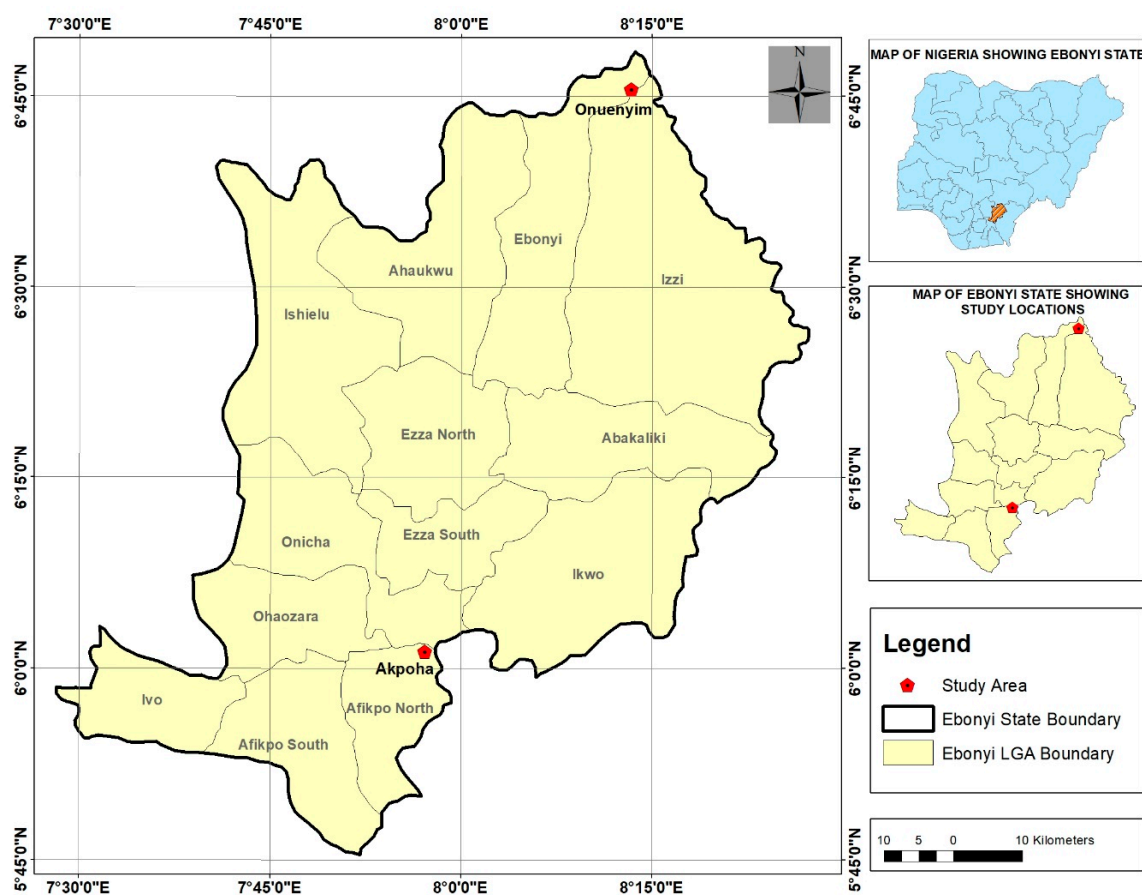 7°30'0"E 7°45'0"E 8°0'0"E 8°15'0"E
N
6°45'0"N
6°30'0"N
6°15'0"N
6°0'0"N
5°45'0"N
Onuenyim
Ebonyi
Ahaukwu
Izzi
Ishielu
Ezza North
Abakaliki
Ezza South
Onicha
Ikwo
Ohaozara
Akpoha
Ivo
Afikpo North
Afikpo South
6°45'0"N
6°30'0"N
6°15'0"N
6°0'0"N
5°45'0"N
7°30'0"E 7°45'0"E 8°0'0"E 8°15'0"E
MAP OF NIGERIA SHOWING EBONYI STATE
MAP OF EBONYI STATE SHOWING
STUDY LOCATIONS
Legend
Study Area
Ebonyi State Boundary
Ebonyi LGA Boundary
10 5 0 10 Kilometers